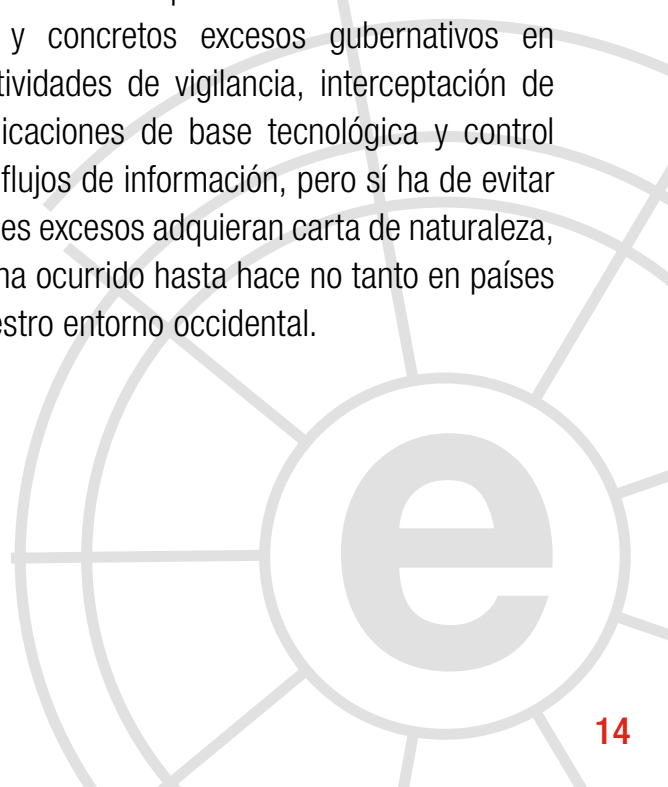 y concretos excesos gubernativos en
tividades de vigilancia, interceptación de
icaciones de base tecnológica y control
flujos de información, pero sí ha de evitar
es excesos adquieran carta de naturaleza,
ha ocurrido hasta hace no tanto en países
estro entorno occidental.
e
14